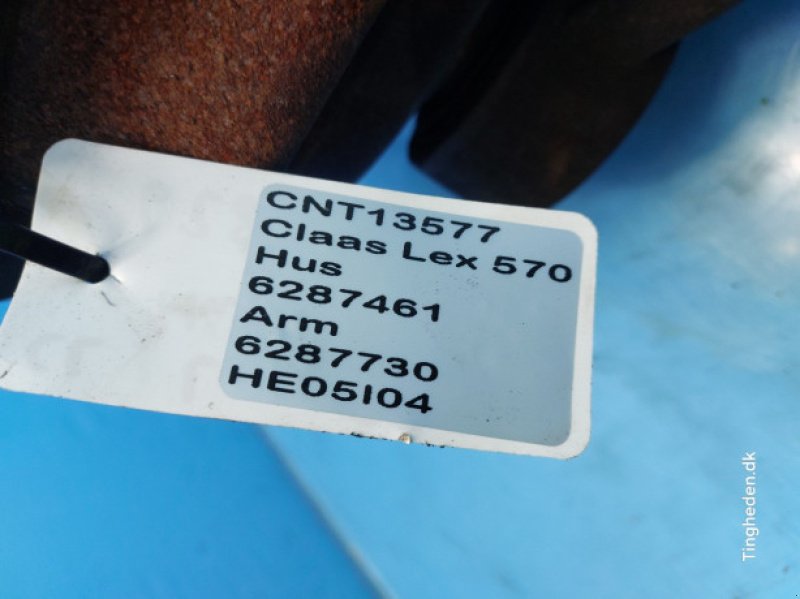 CNT13577
Claas Lex 570
Hus
6287461
Arm
6287730
HE05I04
Tingheden.dk